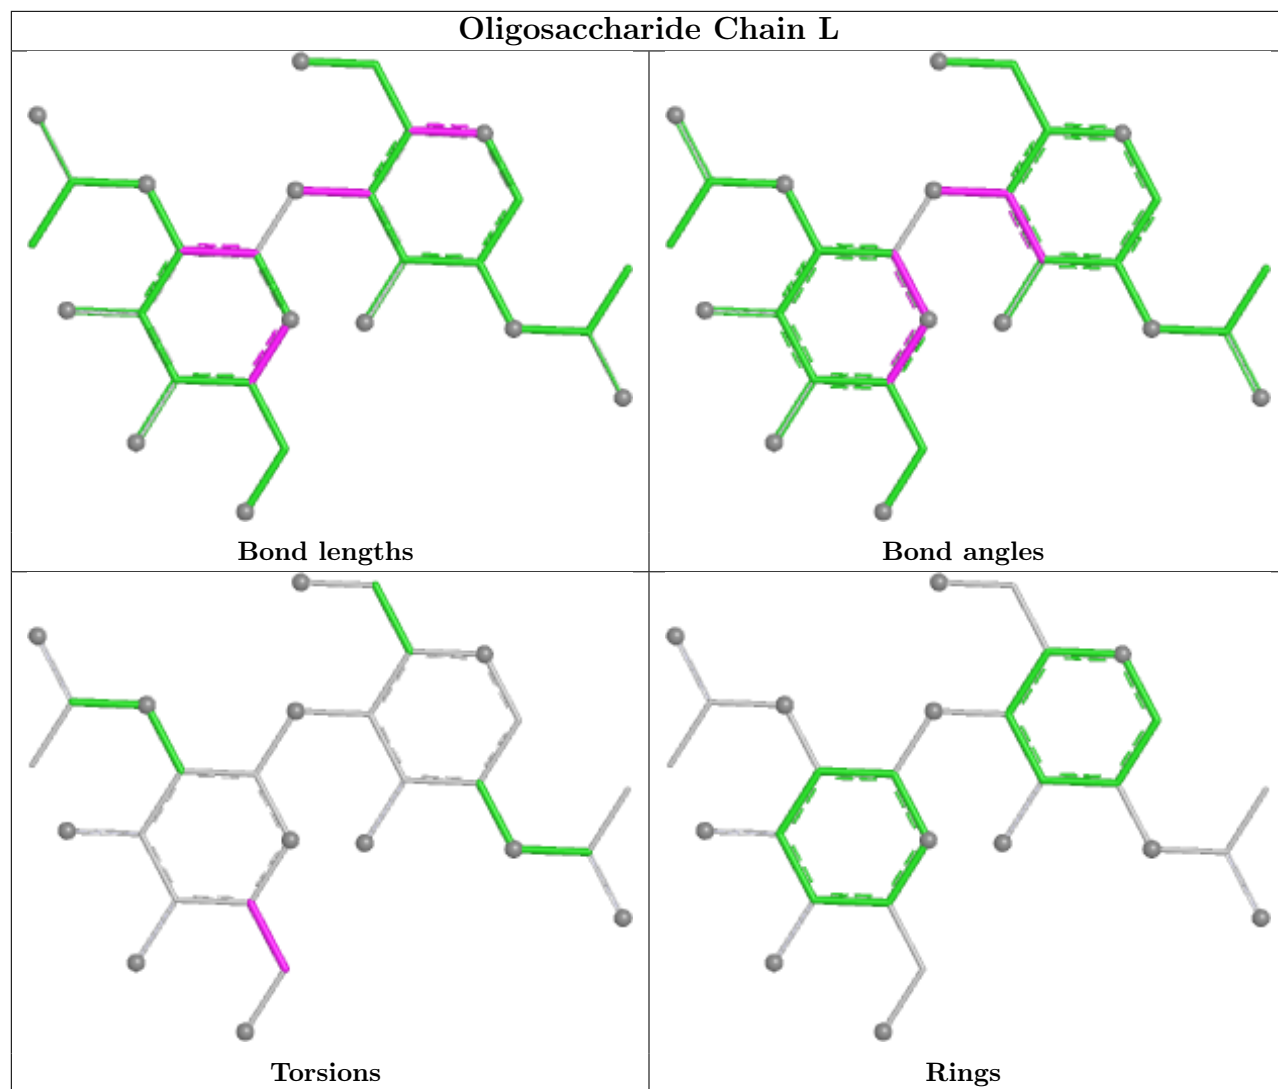 Oligosaccharide Chain L
Bond lengths
Bond angles
Torsions
Rings